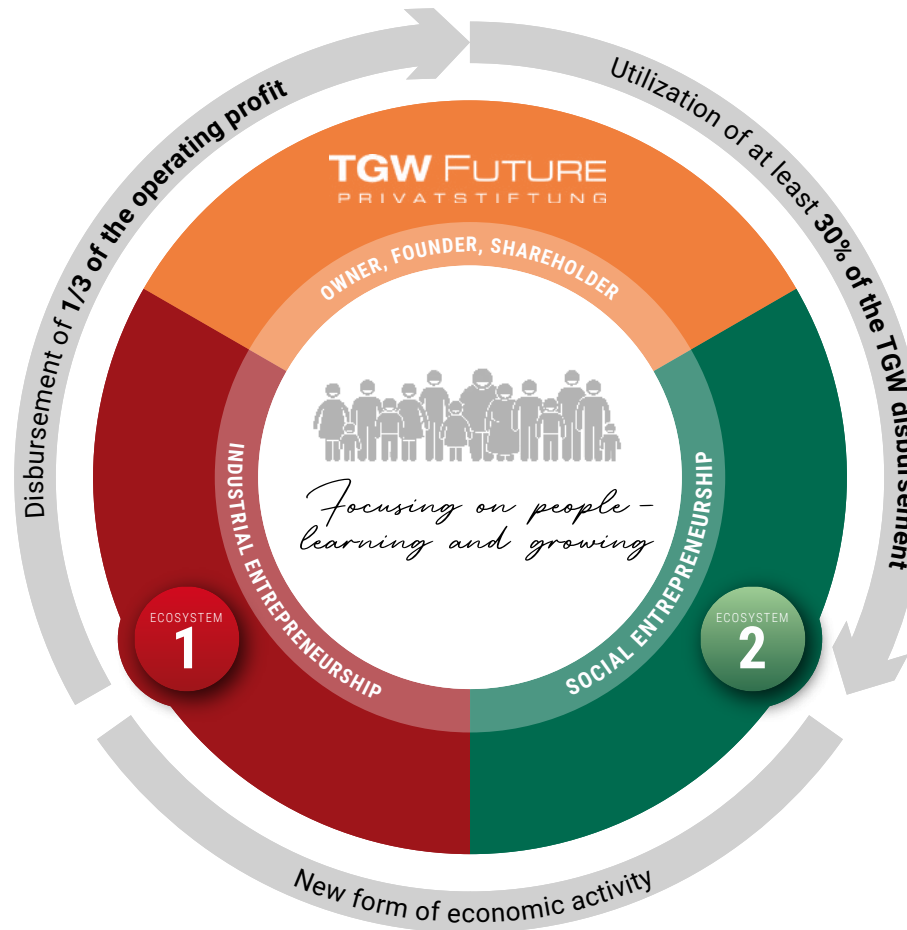 Disbursement of 1/3 of the operating profit
Utilization of at least 30% of the TGW disbursement
TGW FUTURE
PRIVATSTIFTUNG
OWNER, FOUNDER, SHAREHOLDER
INDUSTRIAL ENTREPRENEURSHIP
SOCIAL ENTREPRENEURSHIP
Focusing on people –
learning and growing
ECOSYSTEM
1
ECOSYSTEM
2
New form of economic activity